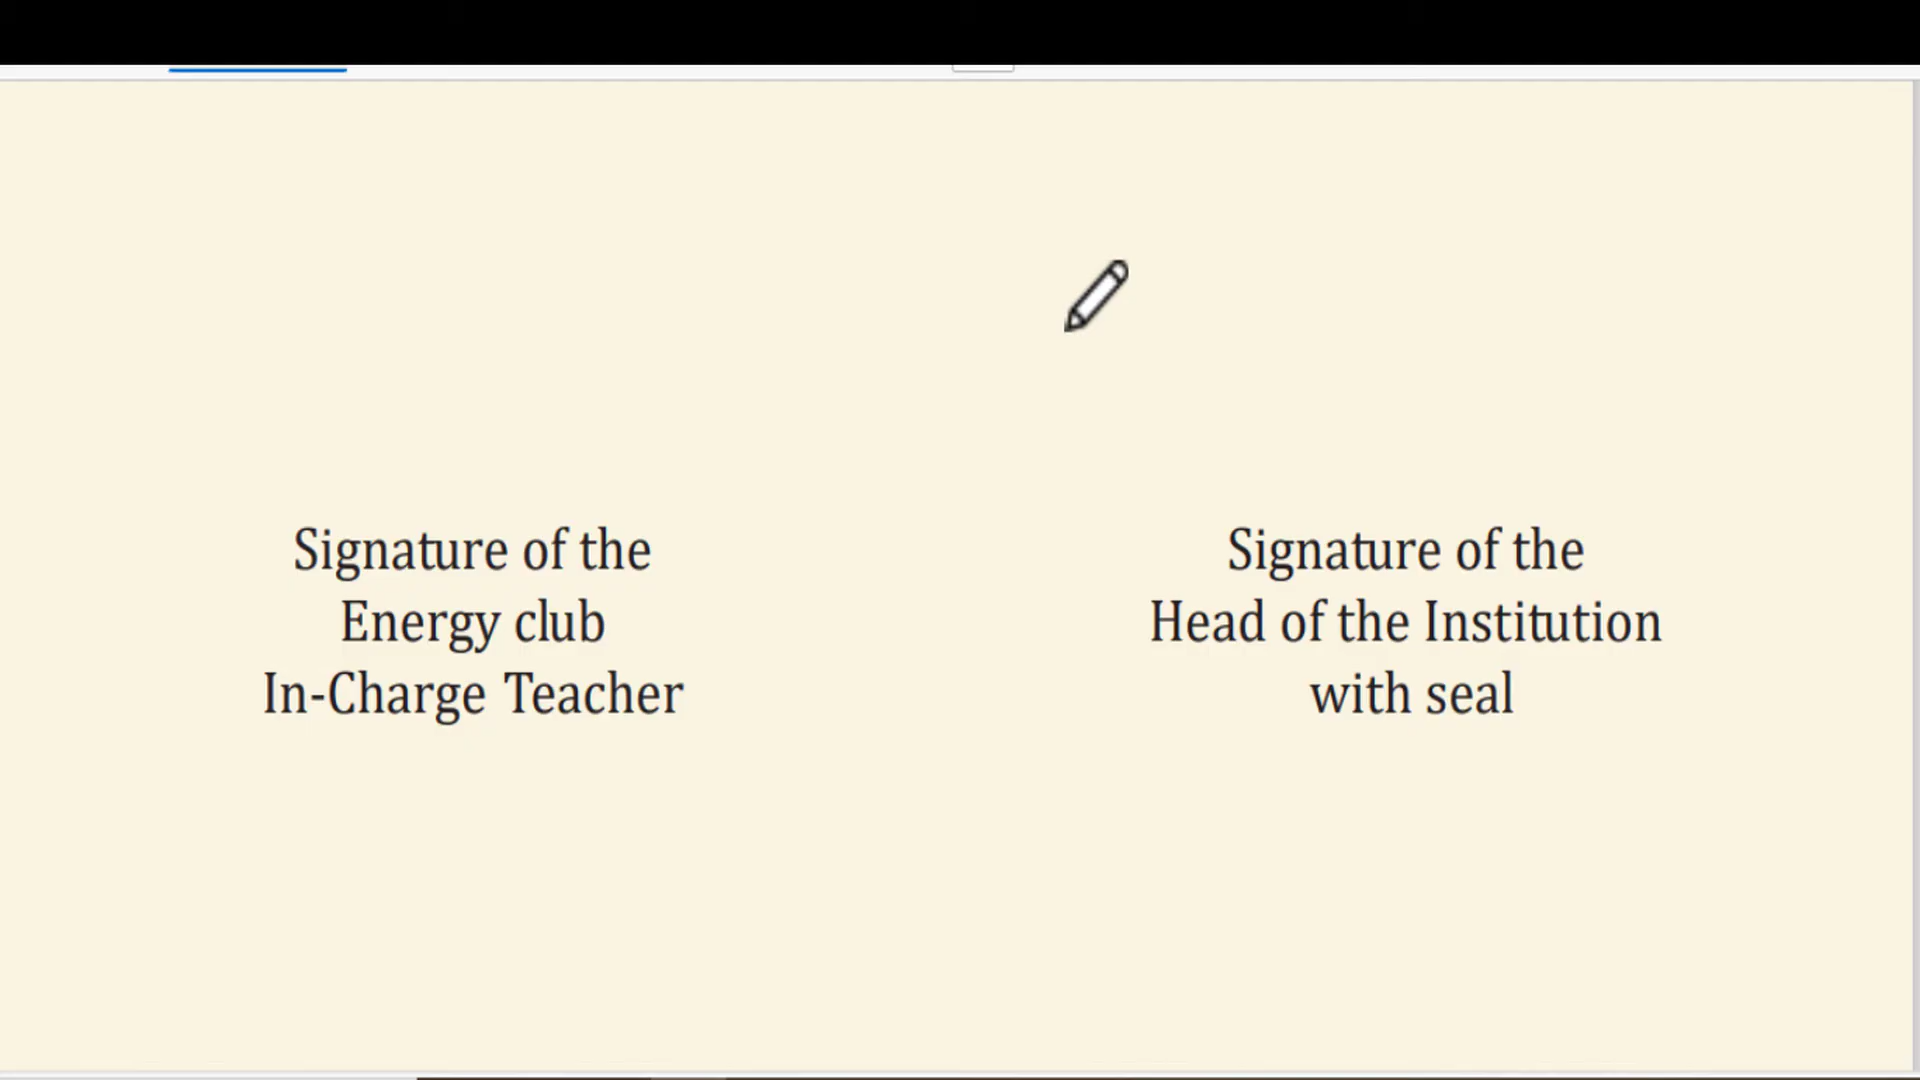 Signature of the
Energy club
In-Charge Teacher
Signature of the
Head of the Institution
with seal